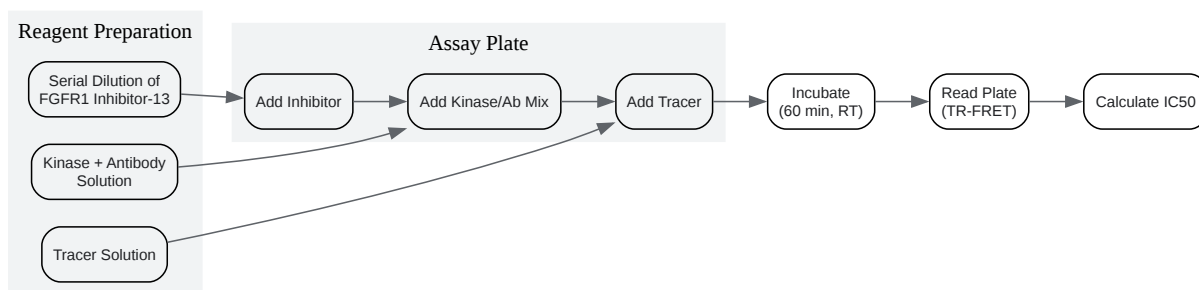 Reagent Preparation
Serial Dilution of
FGFR1 Inhibitor-13
Kinase + Antibody
Solution
Tracer Solution
Assay Plate
Add Inhibitor
Add Kinase/Ab Mix
Add Tracer
Incubate
(60 min, RT)
Read Plate
(TR-FRET)
Calculate IC50